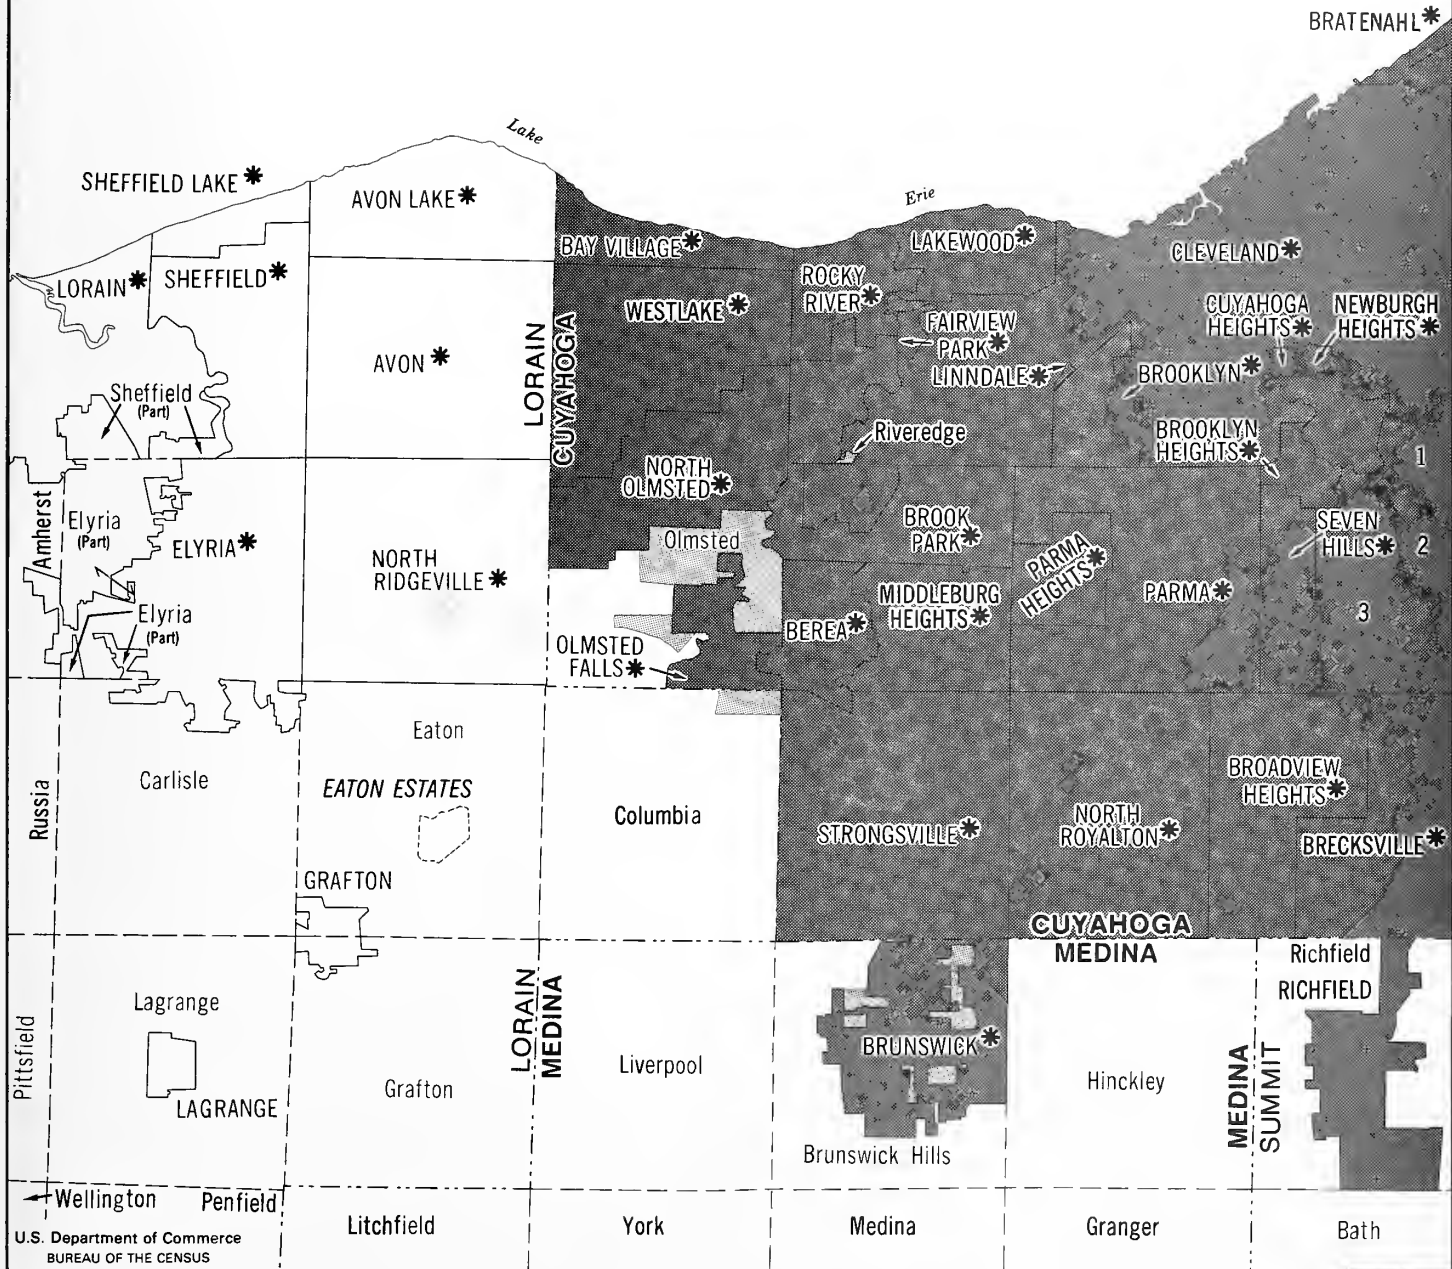 BRATENAHL*
Lake
Erie
SHEFFIELD LAKE*
AVON LAKE*
BAY VILLAGE*
LAKEWOOD*
CLEVELAND*
LORAIN*
SHEFFIELD*
ROCKY
RIVER*
WESTLAKE*
CUYAHOGA
HEIGHTS*
NEWBURGH
HEIGHTS*
FAIRVIEW
PARK*
LORAIN
CUYAHOGA
AVON*
LINNDALE*
BROOKLYN*
Sheffield
(Part)
Riveredge
BROOKLYN
HEIGHTS*
1
NORTH
OLMSTED*
Amherst
Elyria
(Part)
ELYRIA*
NORTH
RIDGEVILLE*
Olmsted
BROOK
PARK*
PARMA
HEIGHTS*
SEVEN
HILLS*
2
MIDDLEBURG
HEIGHTS*
PARMA*
3
Elyria
(Part)
BEREA*
OLMSTED
FALLS*
Eaton
Carlisle
EATON ESTATES
Russia
Columbia
STRONGSVILLE*
NORTH
ROYALTON*
BROADVIEW
HEIGHTS*
BRECKSVILLE*
GRAFTON
CUYAHOGA
MEDINA
Richfield
RICHFIELD
Lagrange
LORAIN
MEDINA
Pittsfield
LAGRANGE
Grafton
Liverpool
BRUNSWICK*
Hinckley
MEDINA
SUMMIT
Brunswick Hills
Wellington
Penfield
Litchfield
York
Medina
Granger
Bath
U.S. Department of Commerce
BUREAU OF THE CENSUS